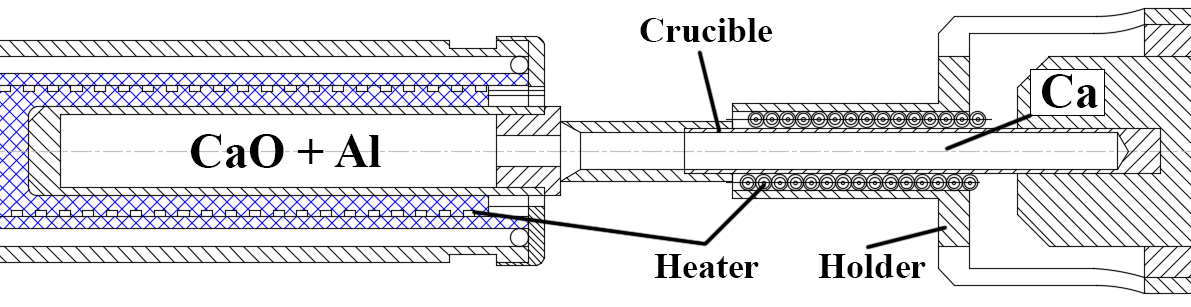 Crucible
Ca
CaO + Al
Heater
Holder